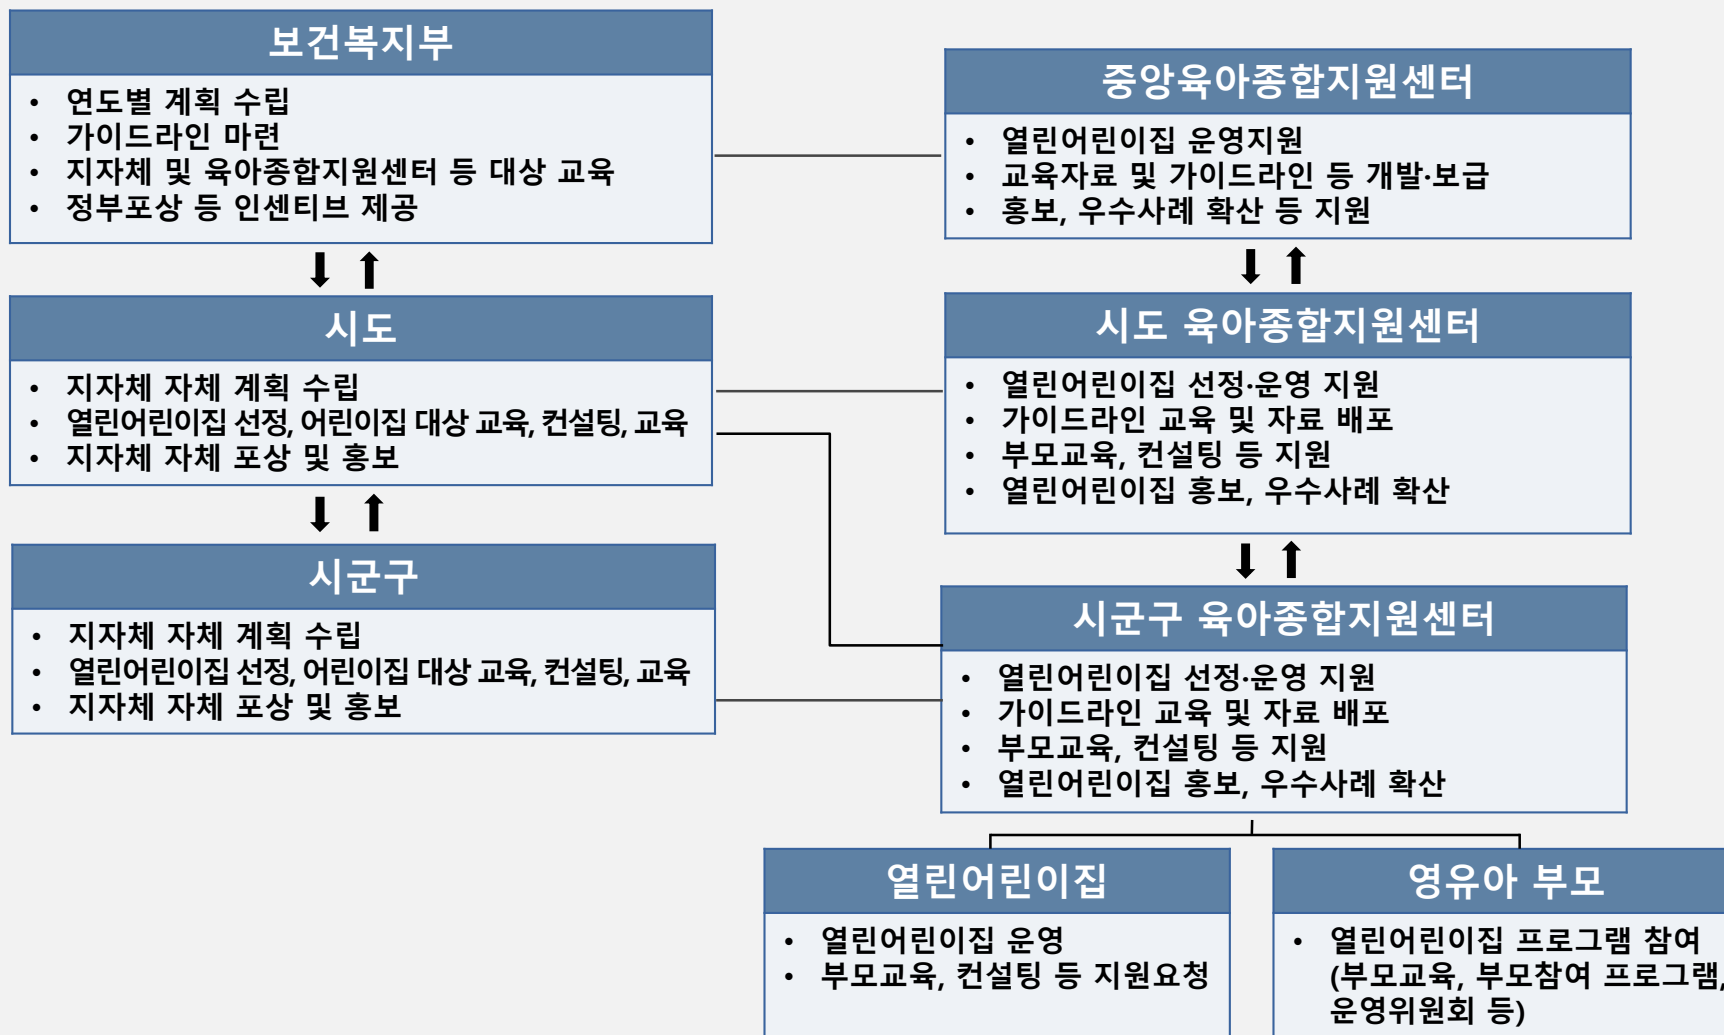 보건복지부
• 연도별 계획 수립
• 가이드라인 마련
• 지자체 및 육아종합지원센터 등 대상 교육
• 정부포상 등 인센티브 제공
중앙육아종합지원센터
• 열린어린이집 운영지원
• 교육자료 및 가이드라인 등 개발·보급
• 홍보, 우수사례 확산 등 지원
시도
• 지자체 자체 계획 수립
• 열린어린이집 선정, 어린이집 대상 교육, 컨설팅, 교육
• 지자체 자체 포상 및 홍보
시도 육아종합지원센터
• 열린어린이집 선정·운영 지원
• 가이드라인 교육 및 자료 배포
• 부모교육, 컨설팅 등 지원
• 열린어린이집 홍보, 우수사례 확산
시군구
• 지자체 자체 계획 수립
• 열린어린이집 선정, 어린이집 대상 교육, 컨설팅, 교육
• 지자체 자체 포상 및 홍보
시군구 육아종합지원센터
• 열린어린이집 선정·운영 지원
• 가이드라인 교육 및 자료 배포
• 부모교육, 컨설팅 등 지원
• 열린어린이집 홍보, 우수사례 확산
열린어린이집
• 열린어린이집 운영
• 부모교육, 컨설팅 등 지원요청
영유아 부모
• 열린어린이집 프로그램 참여
(부모교육, 부모참여 프로그램,
운영위원회 등)